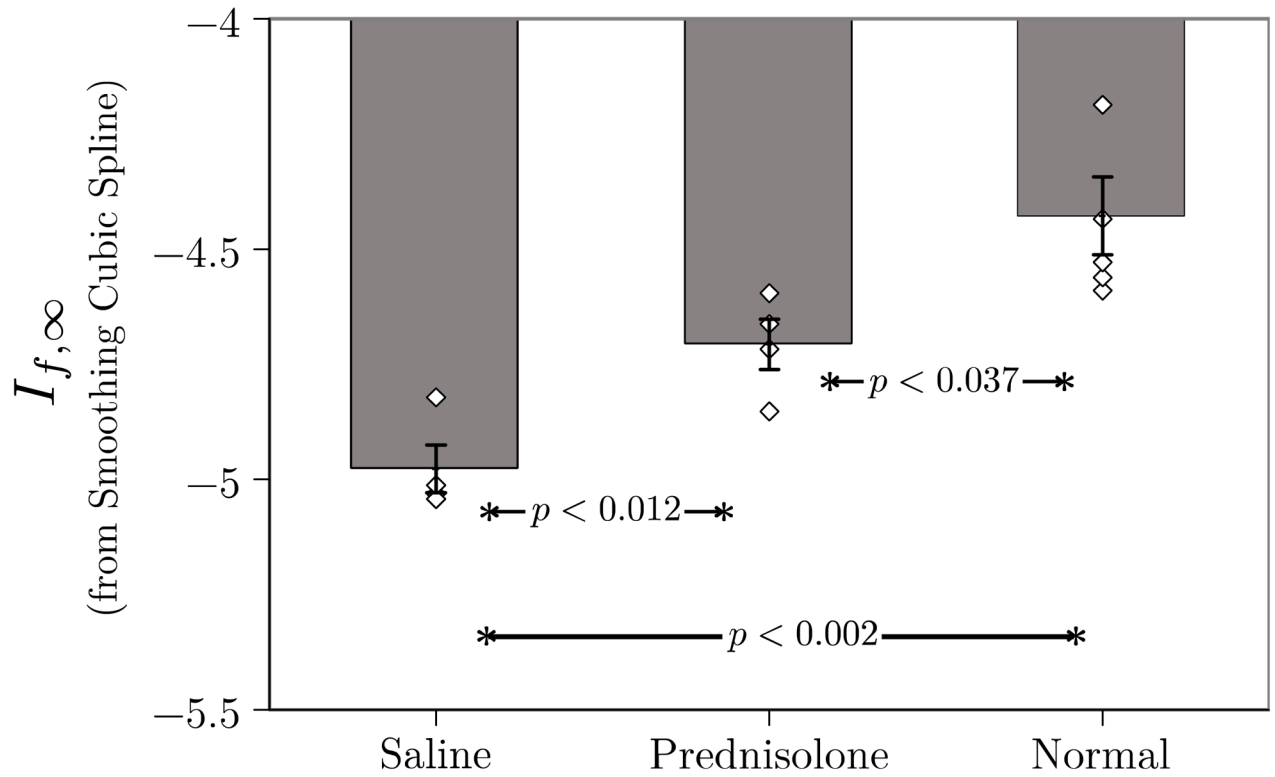 I_{f,∞}
(from Smoothing Cubic Spline)
−4
−4.5
−5
−5.5
p < 0.037
p < 0.012
p < 0.002
Saline
Prednisolone
Normal